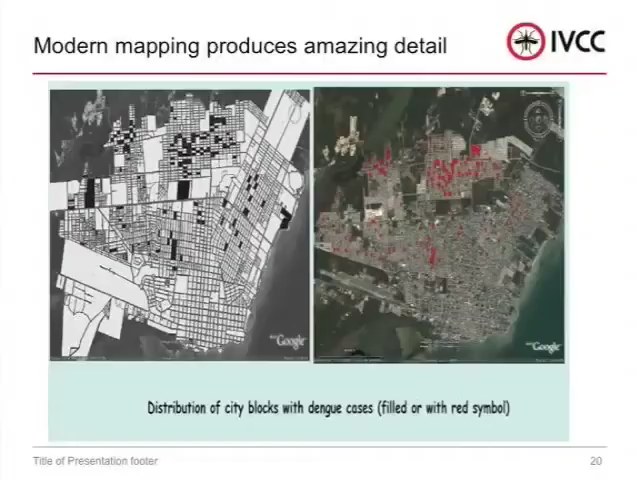 Modern mapping produces amazing detail
IVCC
Google
Google
Distribution of city blocks with dengue cases (filled or with red symbol)
Title of Presentation footer
20